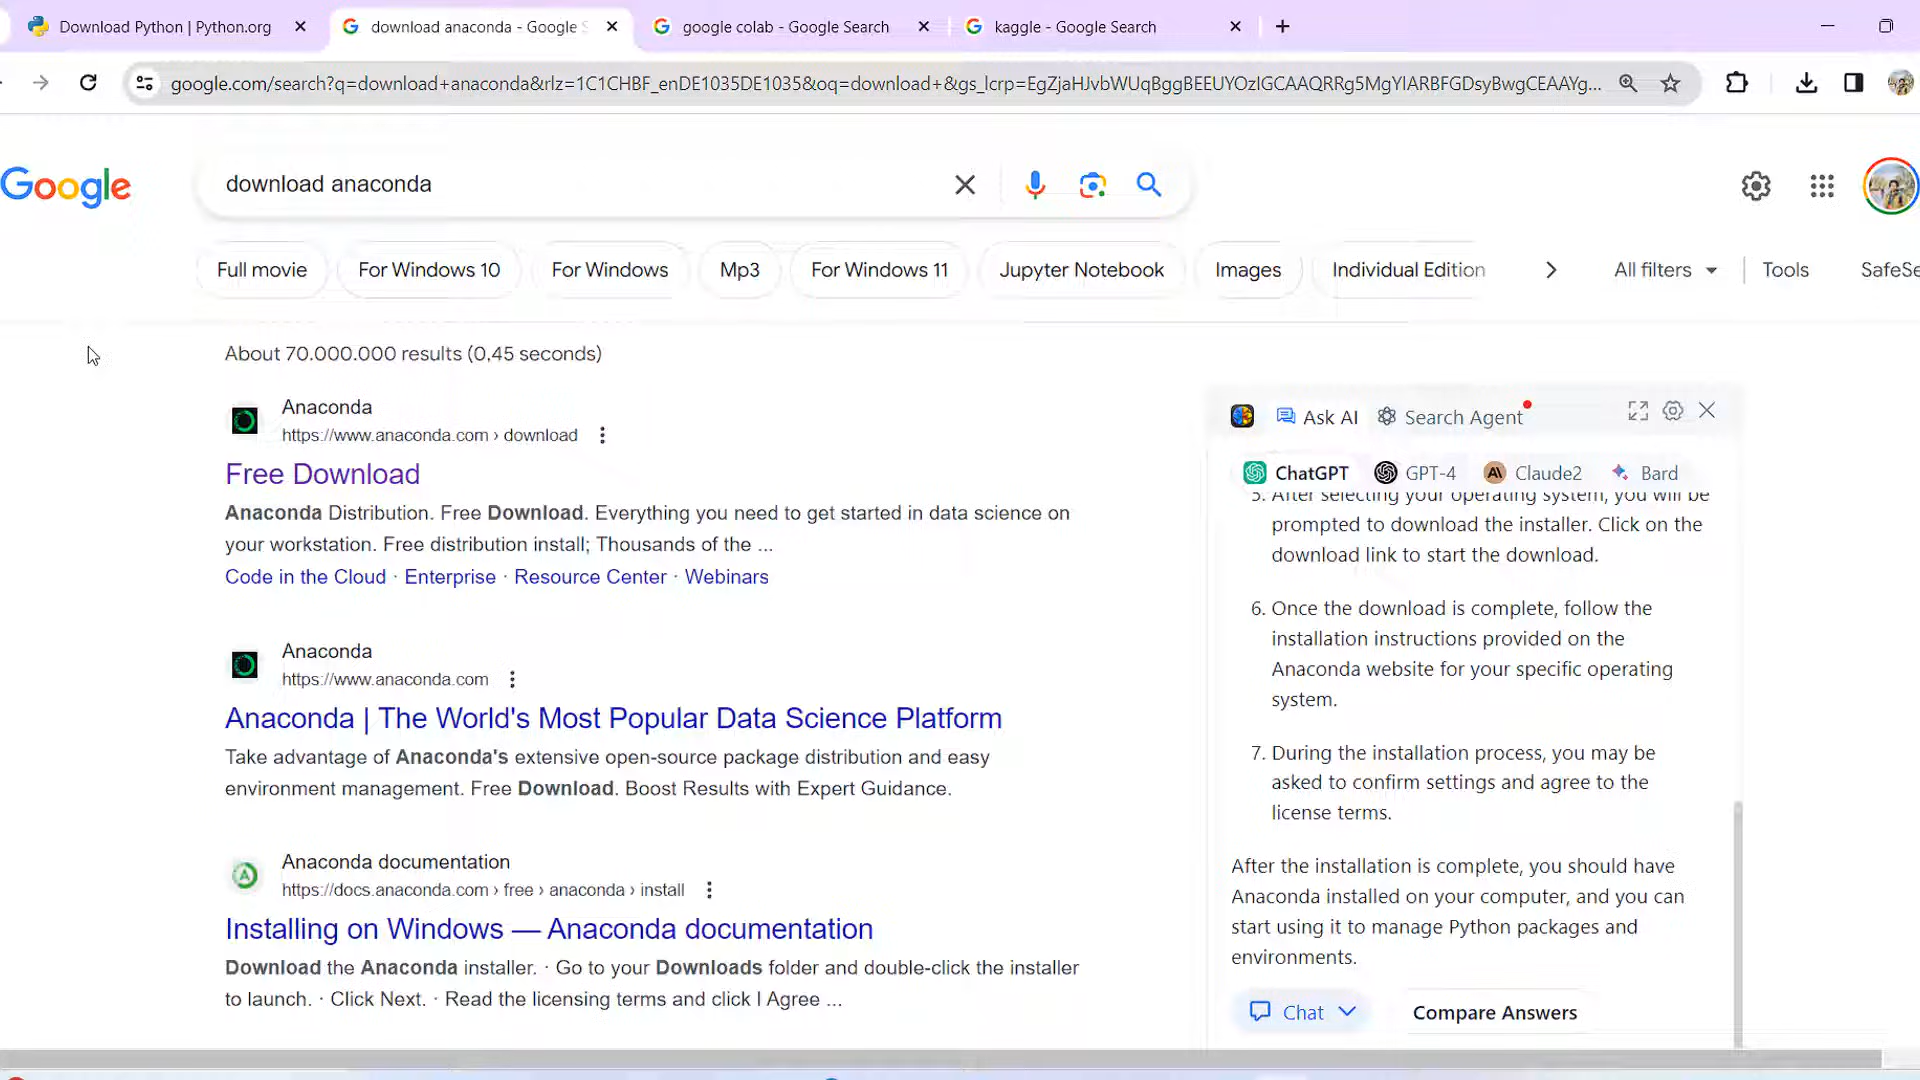 Download Python | Python.org
download anaconda - Google S
google colab - Google Search
kaggle - Google Search
google.com/search?q=download+anaconda&rlz=1C1CHBF_enDE1035DE1035&oq=download+&gs_lcrp=EgZjaHJvbWUqBggBEEUYOzIGCAAQRRg5MgYIARBFGDsyBwgCEAAYg...
Google
download anaconda
Full movie
For Windows 10
For Windows
Mp3
For Windows 11
Jupyter Notebook
Images
Individual Edition
All filters
Tools
SafeSe
About 70.000.000 results (0,45 seconds)
Anaconda
https://www.anaconda.com › download
Free Download
Anaconda Distribution. Free Download. Everything you need to get started in data science on
your workstation. Free distribution install; Thousands of the ...
Code in the Cloud · Enterprise · Resource Center · Webinars
Anaconda
https://www.anaconda.com
Anaconda | The World's Most Popular Data Science Platform
Take advantage of Anaconda's extensive open-source package distribution and easy
environment management. Free Download. Boost Results with Expert Guidance.
Anaconda documentation
https://docs.anaconda.com › free › anaconda › install
Installing on Windows — Anaconda documentation
Download the Anaconda installer. · Go to your Downloads folder and double-click the installer
to launch. · Click Next. · Read the licensing terms and click I Agree ...
Ask AI
Search Agent
ChatGPT
GPT-4
Claude2
Bard
5. After selecting your operating system, you will be
prompted to download the installer. Click on the
download link to start the download.
6. Once the download is complete, follow the
installation instructions provided on the
Anaconda website for your specific operating
system.
7. During the installation process, you may be
asked to confirm settings and agree to the
license terms.
After the installation is complete, you should have
Anaconda installed on your computer, and you can
start using it to manage Python packages and
environments.
Chat
Compare Answers